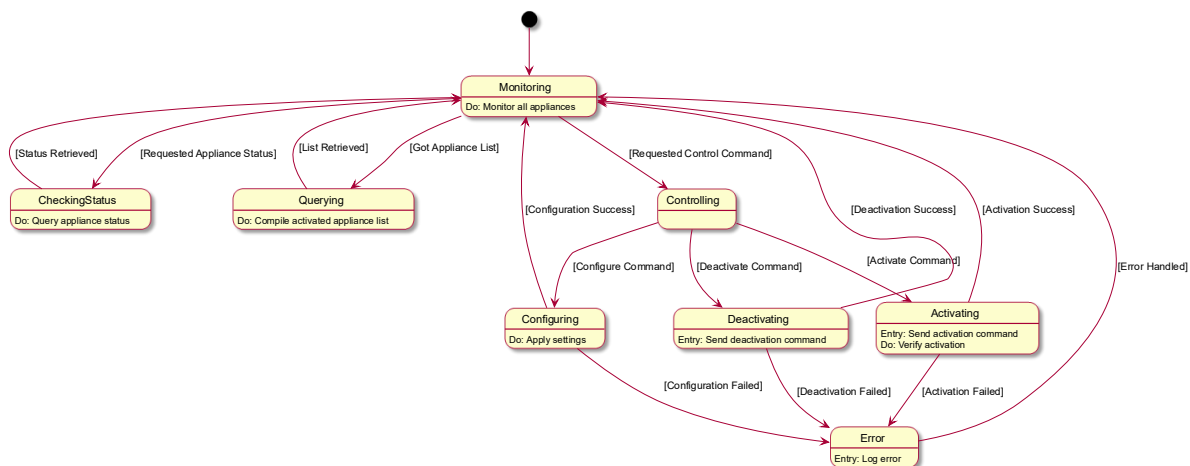 Monitoring
Do: Monitor all appliances
[Status Retrieved]
[Requested Appliance Status]
[List Retrieved]
[Got Appliance List]
[Requested Control Command]
CheckingStatus
Do: Query appliance status
Querying
Do: Compile activated appliance list
Controlling
[Configuration Success]
[Deactivation Success]
[Activation Success]
[Configure Command]
[Deactivate Command]
[Activate Command]
[Error Handled]
Configuring
Do: Apply settings
Deactivating
Entry: Send deactivation command
Activating
Entry: Send activation command
Do: Verify activation
[Configuration Failed]
[Deactivation Failed]
[Activation Failed]
Error
Entry: Log error